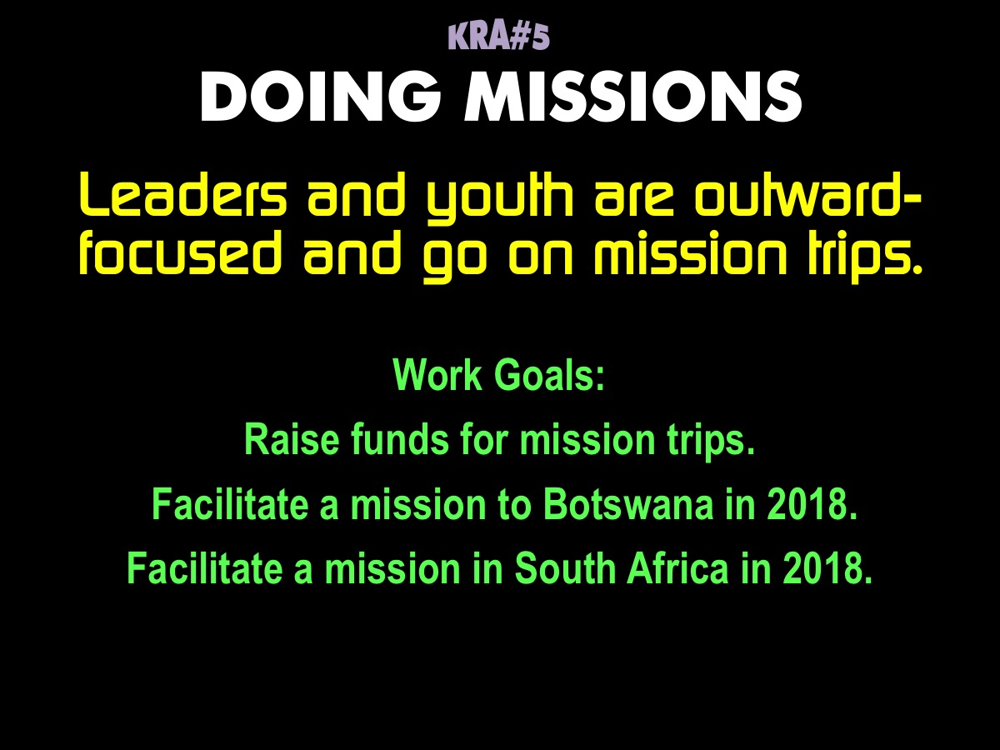 KRA#5
DOING MISSIONS
Leaders and youth are outward-
focused and go on mission trips.
Work Goals:
Raise funds for mission trips.
Facilitate a mission to Botswana in 2018.
Facilitate a mission in South Africa in 2018.